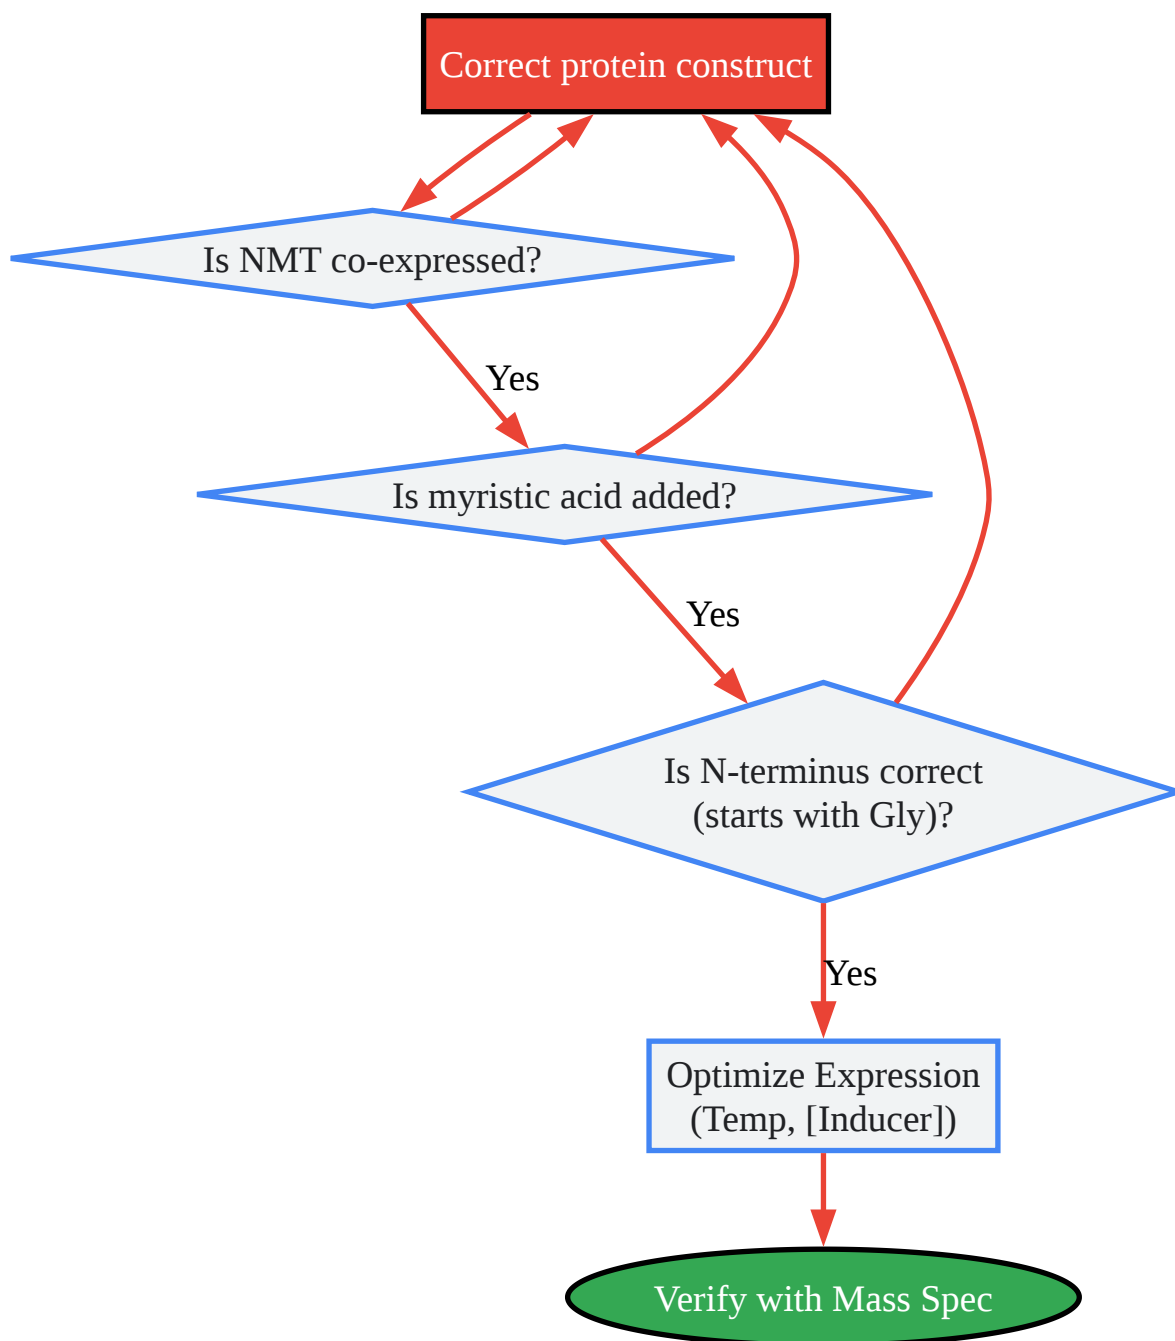 Correct protein construct
Is NMT co-expressed?
Yes
Is myristic acid added?
Yes
Is N-terminus correct
(starts with Gly)?
Yes
Optimize Expression
(Temp, [Inducer])
Verify with Mass Spec